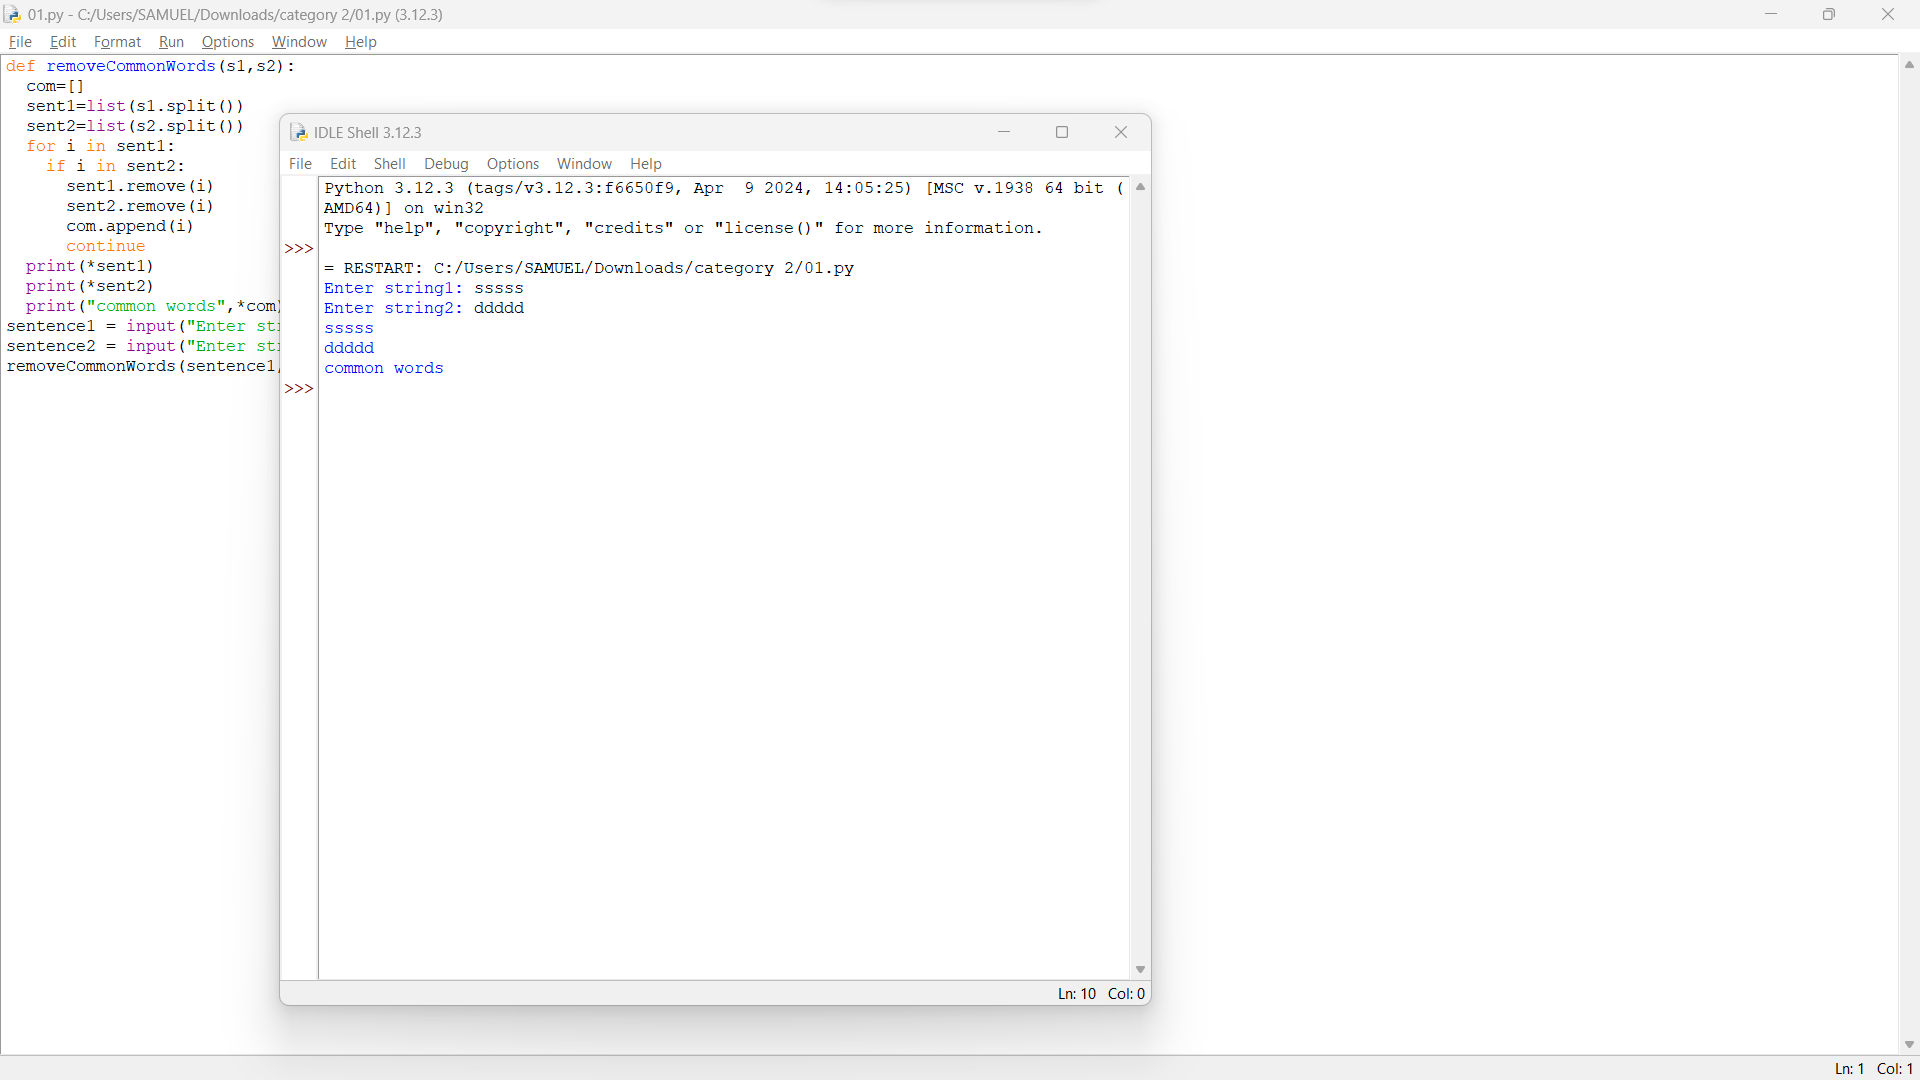 01.py - C:/Users/SAMUEL/Downloads/category 2/01.py (3.12.3)
File Edit Format Run Options Window Help
def removeCommonWords(s1,s2):
  com=[]
  sent1=list(s1.split())
  sent2=list(s2.split())
  for i in sent1:
    if i in sent2:
      sent1.remove(i)
      sent2.remove(i)
      com.append(i)
      continue
  print(*sent1)
  print(*sent2)
  print("common words",*com)
sentence1 = input("Enter
sentence2 = input("Enter
removeCommonWords(sentence1,
IDLE Shell 3.12.3
File Edit Shell Debug Options Window Help
Python 3.12.3 (tags/v3.12.3:f6650f9, Apr  9 2024, 14:05:25) [MSC v.1938 64 bit (
AMD64)] on win32
Type "help", "copyright", "credits" or "license()" for more information.
>>>
= RESTART: C:/Users/SAMUEL/Downloads/category 2/01.py
Enter string1: sssss
Enter string2: ddddd
sssss
ddddd
common words
>>>
Ln: 10 Col: 0
Ln: 1 Col: 1